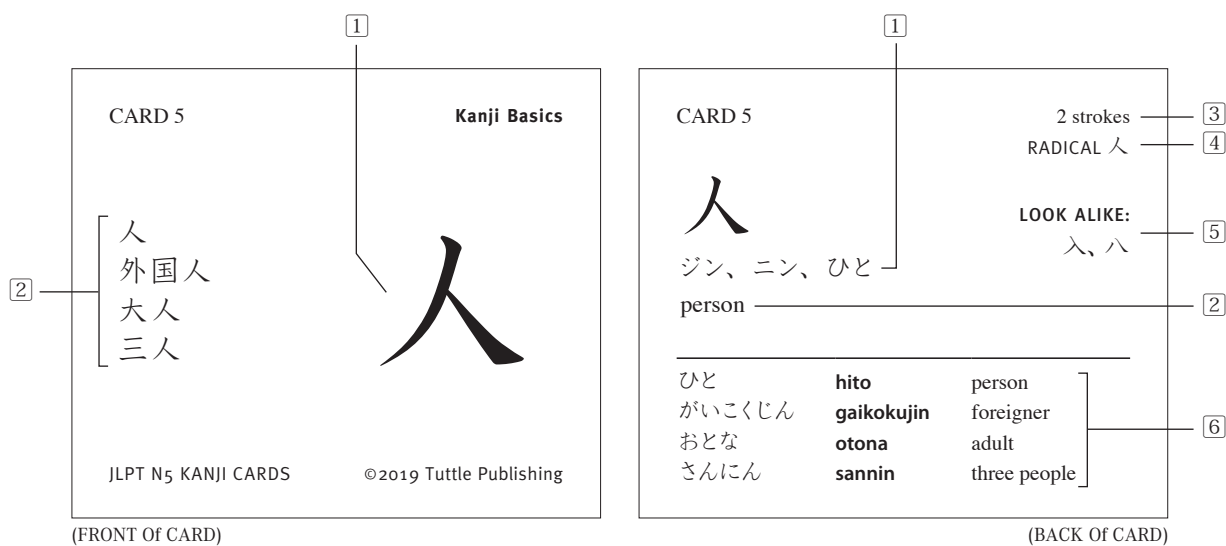 1
1
CARD 5
Kanji Basics
人
外国人
大人
三人
2
人
JLPT N5 KANJI CARDS
©2019 Tuttle Publishing
(FRONT Of CARD)
CARD 5
2 strokes
3
RADICAL 人
4
人
LOOK ALIKE:
入、八
5
ジン、ニン、ひと
person
2
ひと hito person
がいこくじん gaikokujin foreigner
おとな otona adult
さんにん sannin three people
6
(BACK Of CARD)